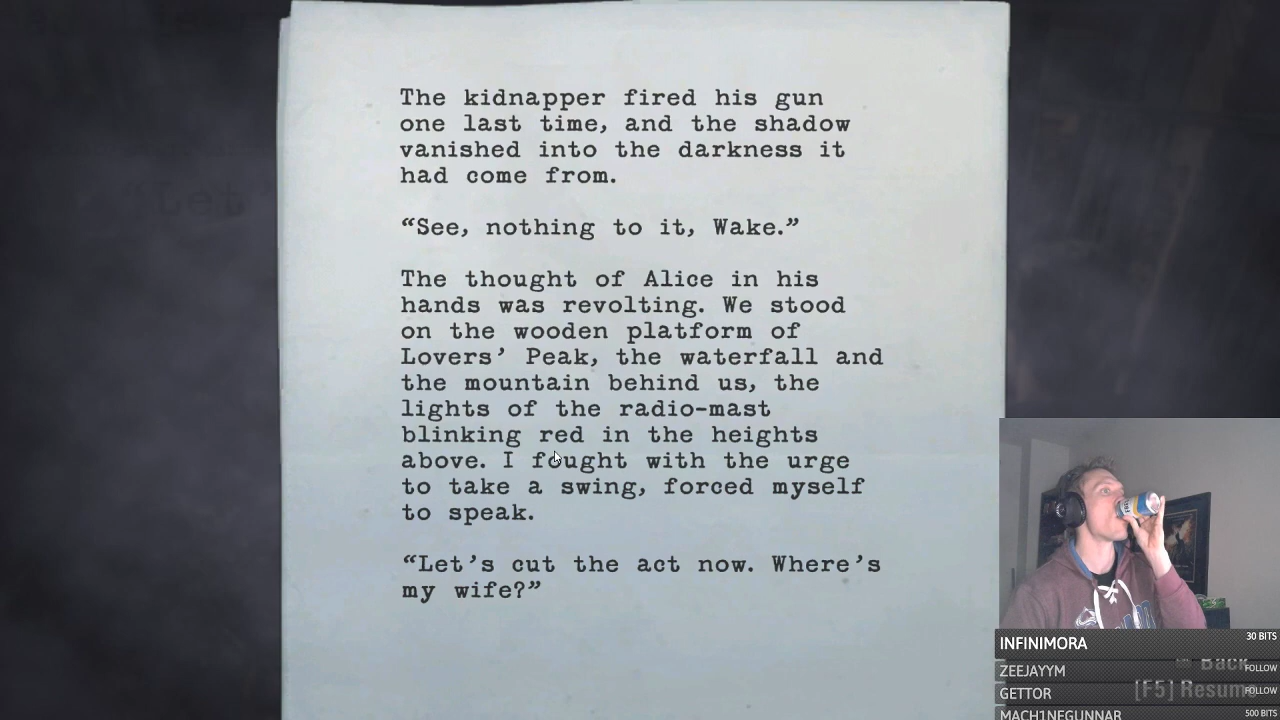 The kidnapper fired his gun
one last time, and the shadow
vanished into the darkness it
had come from.
“See, nothing to it, Wake.”
The thought of Alice in his
hands was revolting. We stood
on the wooden platform of
Lovers’ Peak, the waterfall and
the mountain behind us, the
lights of the radio-mast
blinking red in the heights
above. I fought with the urge
to take a swing, forced myself
to speak.
“Let’s cut the act now. Where’s
my wife?”
“Let
INFINIMORA 30 BITS
Back
ZEEJAYYM FOLLOW
GETTOR FOLLOW
[F5] Resume
MACH1NEGUNNAR 500 BITS